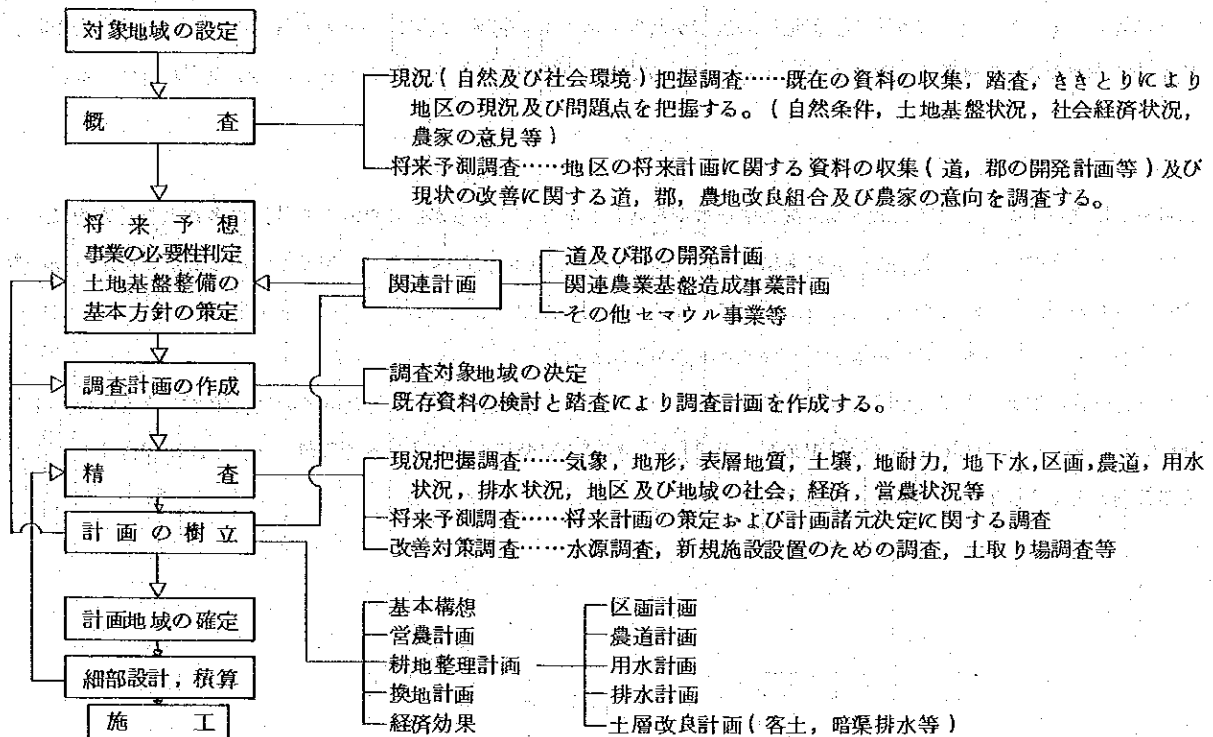 対象地域の設定
概　　　査
現況(自然及び社会環境)把握調査……既在の資料の収集，踏査，ききとりにより
地区の現況及び問題点を把握する。(自然条件，土地基盤状況，社会経済状況，
農家の意見等)
将来予測調査……地区の将来計画に関する資料の収集(道，郡の開発計画等)及び
現状の改善に関する道，郡，農地改良組合及び農家の意向を調査する。
将来予想
事業の必要性判定
土地基盤整備の
基本方針の策定
関連計画
道及び郡の開発計画
関連農業基盤造成事業計画
その他セマウル事業等
調査計画の作成
調査対象地域の決定
既存資料の検討と踏査により調査計画を作成する。
精　　　査
現況把握調査……気象，地形，表層地質，土壌，地耐力，地下水，区画，農道，用水
状況，排水状況，地区及び地域の社会，経済，営農状況等
将来予測調査……将来計画の策定および計画諸元決定に関する調査
改善対策調査……水源調査，新規施設設置のための調査，土取り場調査等
計画の樹立
計画地域の確定
細部設計，積算
施　　工
基本構想
営農計画
耕地整理計画
換地計画
経済効果
区画計画
農道計画
用水計画
排水計画
土層改良計画(客土，暗渠排水等)